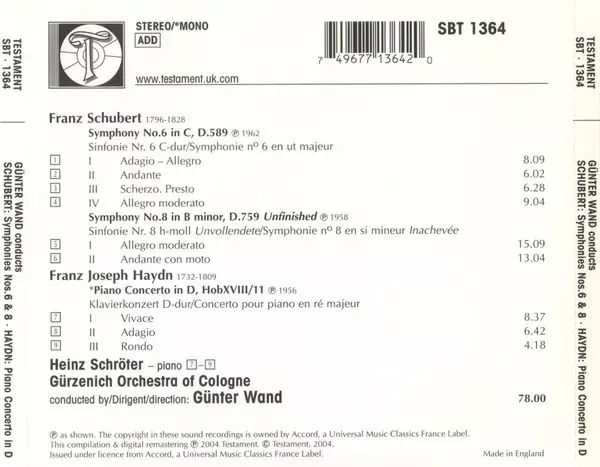 STEREO/*MONO
ADD
SBT 1364
7 49677 13642 0
www.testament.uk.com
Franz Schubert 1796-1828
Symphony No.6 in C, D.589 ℗ 1962
Sinfonie Nr. 6 C-dur/Symphonie nº 6 en ut majeur
1 I Adagio – Allegro 8.09
2 II Andante 6.02
3 III Scherzo. Presto 6.28
4 IV Allegro moderato 9.04
Symphony No.8 in B minor, D.759 Unfinished ℗ 1958
Sinfonie Nr. 8 h-moll Unvollendete/Symphonie nº 8 en si mineur Inachevée
5 I Allegro moderato 15.09
6 II Andante con moto 13.04
Franz Joseph Haydn 1732-1809
*Piano Concerto in D, HobXVIII/11 ℗ 1956
Klavierkonzert D-dur/Concerto pour piano en ré majeur
7 I Vivace 8.37
8 II Adagio 6.42
9 III Rondo 4.18
Heinz Schröter – piano 7–9
Gürzenich Orchestra of Cologne
conducted by/Dirigent/direction: Günter Wand 78.00
℗ as shown. The copyright in these sound recordings is owned by Accord, a Universal Music Classics France Label.
This compilation & digital remastering ℗ 2004 Testament. © Testament, 2004.
Issued under licence from Accord, a Universal Music Classics France Label. Made in England
TESTAMENT
SBT · 1364
GÜNTER WAND conducts
SCHUBERT: Symphonies Nos.6 & 8 · HAYDN: Piano Concerto in D
TESTAMENT
SBT · 1364
GÜNTER WAND conducts
SCHUBERT: Symphonies Nos.6 & 8 · HAYDN: Piano Concerto in D